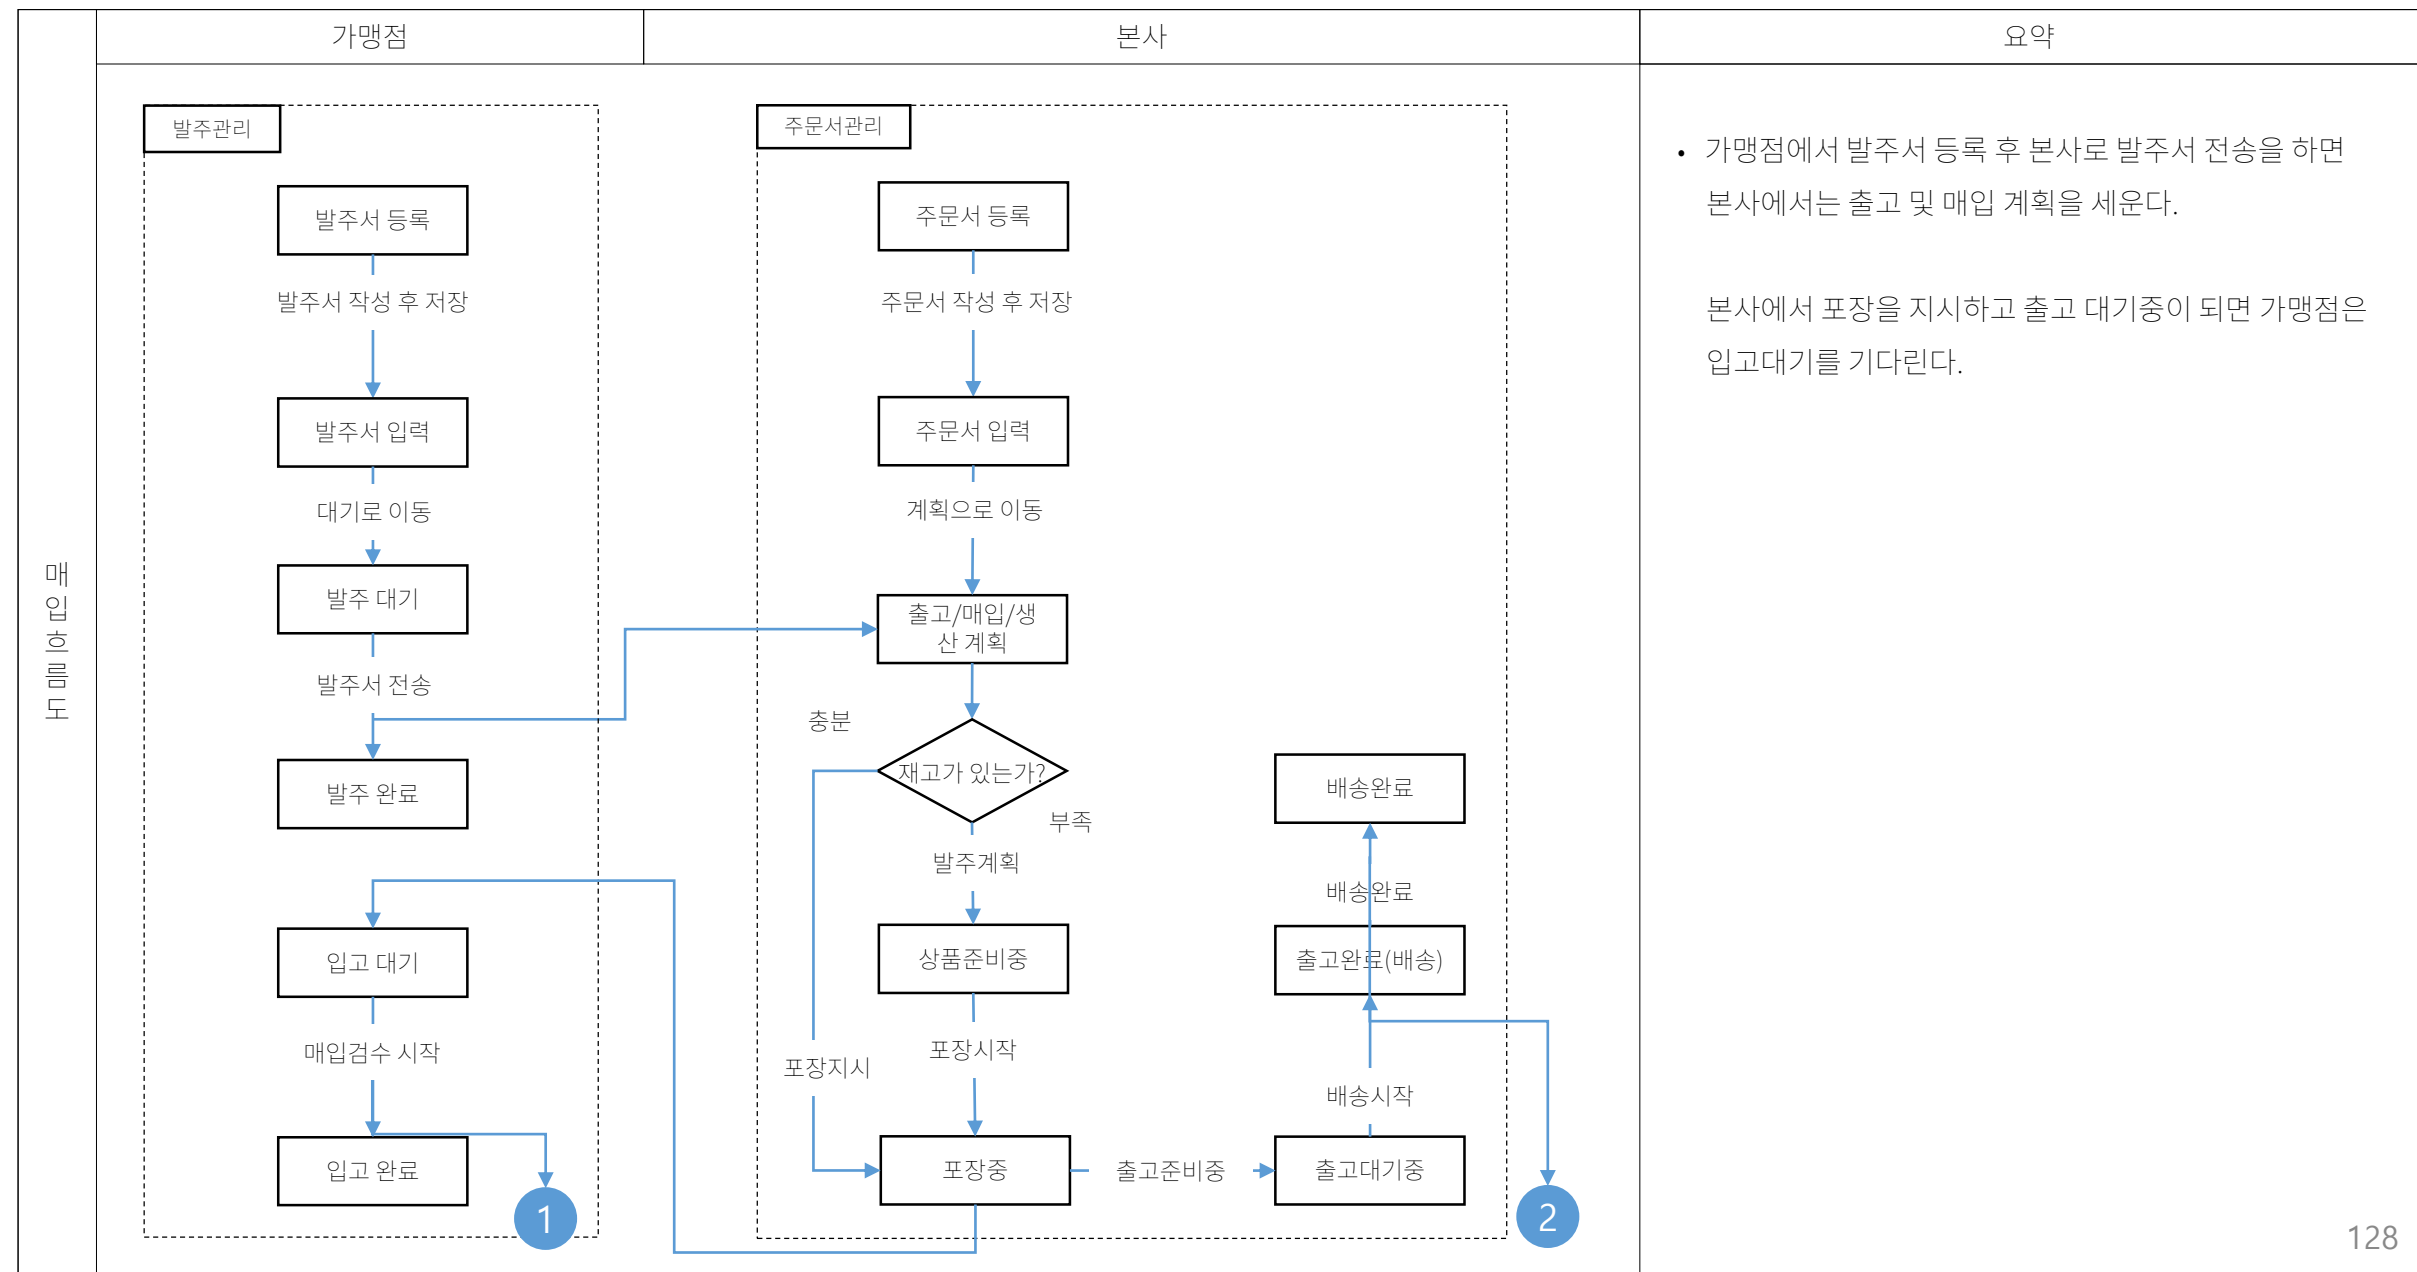 가맹점
본사
요약
매
입
흐
름
도
발주관리
발주서 등록
발주서 작성 후 저장
발주서 입력
대기로 이동
발주 대기
발주서 전송
발주 완료
입고 대기
매입검수 시작
입고 완료
1
주문서관리
주문서 등록
주문서 작성 후 저장
주문서 입력
계획으로 이동
출고/매입/생
산 계획
충분
재고가 있는가?
부족
발주계획
상품준비중
포장시작
포장지시
포장중
출고준비중
출고대기중
배송시작
출고완료(배송)
배송완료
배송완료
2
• 가맹점에서 발주서 등록 후 본사로 발주서 전송을 하면
본사에서는 출고 및 매입 계획을 세운다.
본사에서 포장을 지시하고 출고 대기중이 되면 가맹점은
입고대기를 기다린다.
128